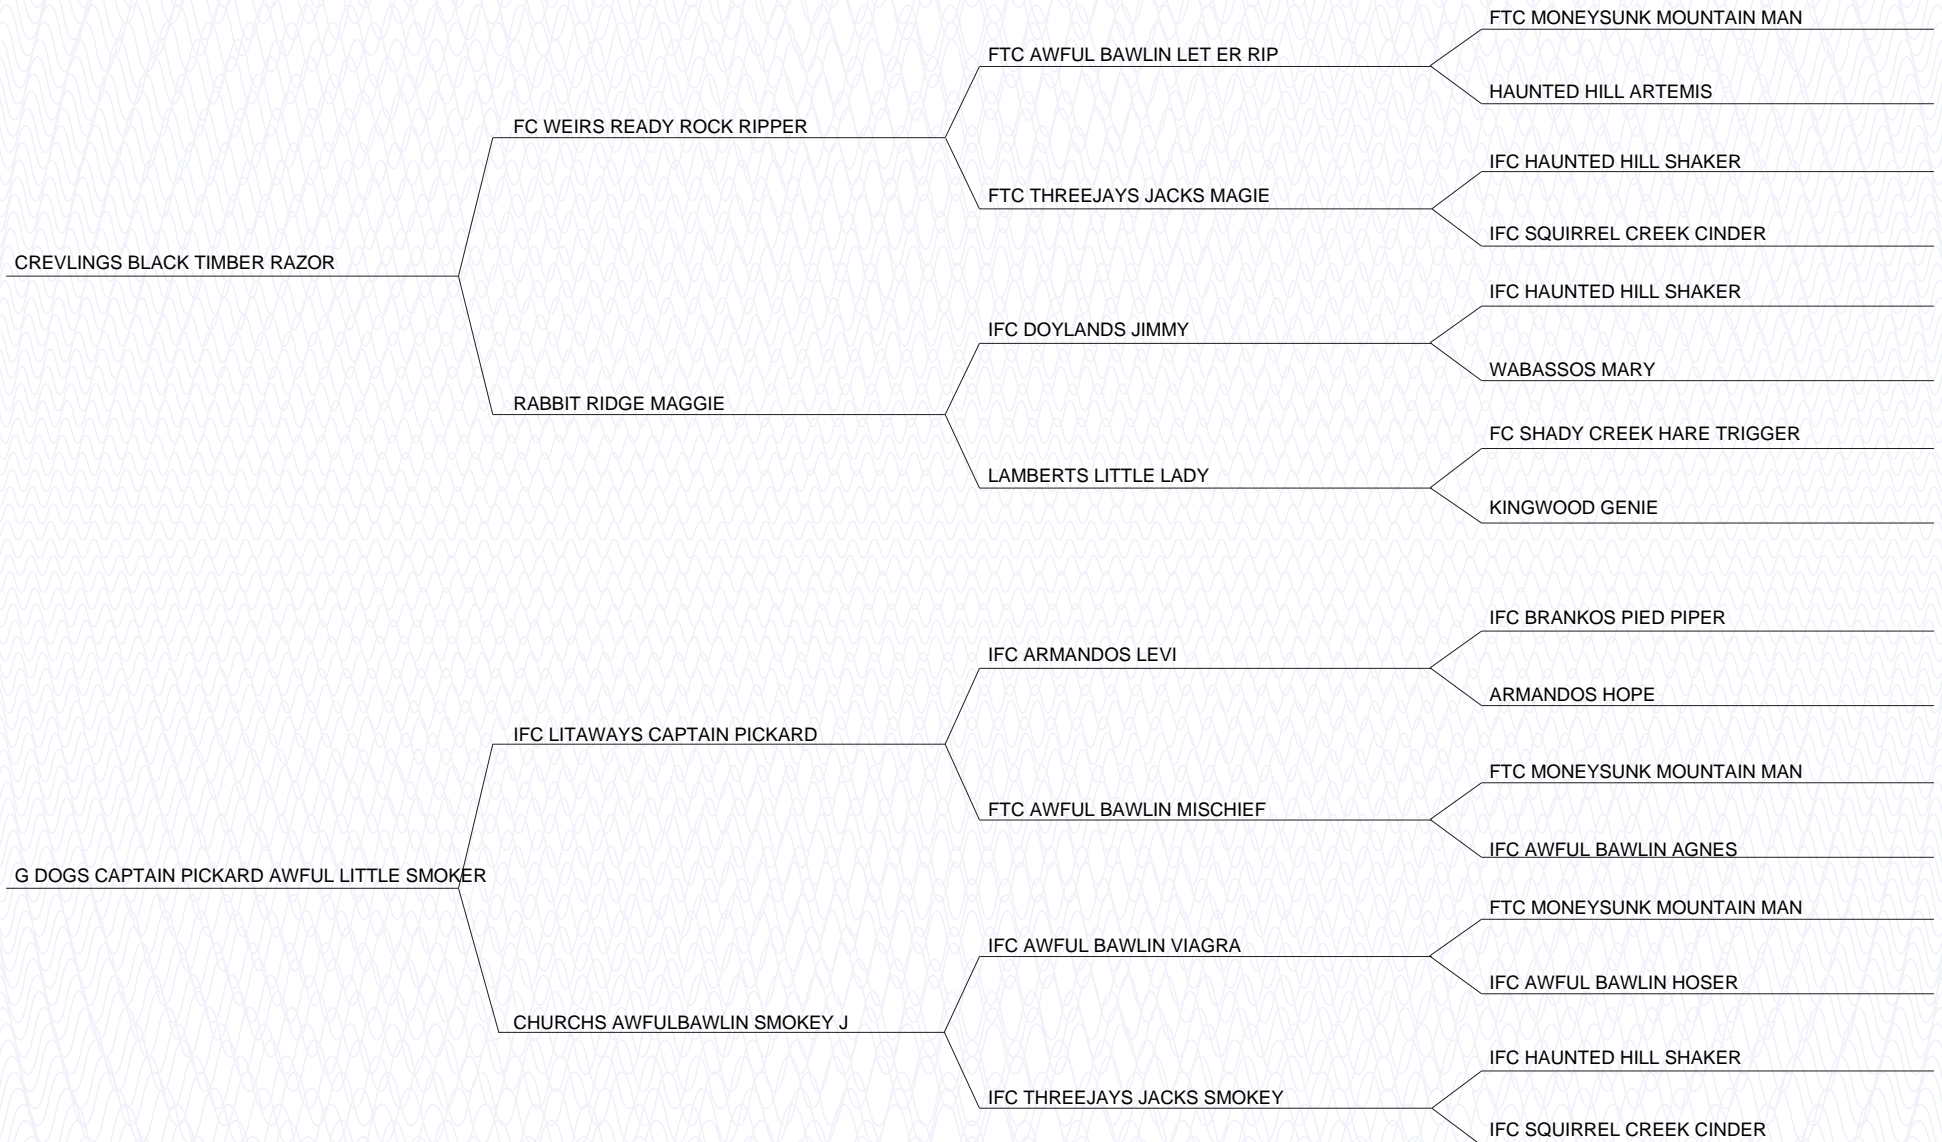 FTC MONEYSUNK MOUNTAIN MAN
FTC AWFUL BAWLIN LET ER RIP
HAUNTED HILL ARTEMIS
FC WEIRS READY ROCK RIPPER
IFC HAUNTED HILL SHAKER
FTC THREEJAYS JACKS MAGIE
IFC SQUIRREL CREEK CINDER
CREVLINGS BLACK TIMBER RAZOR
IFC HAUNTED HILL SHAKER
IFC DOYLANDS JIMMY
WABASSOS MARY
RABBIT RIDGE MAGGIE
FC SHADY CREEK HARE TRIGGER
LAMBERTS LITTLE LADY
KINGWOOD GENIE
IFC BRANKOS PIED PIPER
IFC ARMANDOS LEVI
ARMANDOS HOPE
IFC LITAWAYS CAPTAIN PICKARD
FTC MONEYSUNK MOUNTAIN MAN
FTC AWFUL BAWLIN MISCHIEF
IFC AWFUL BAWLIN AGNES
G DOGS CAPTAIN PICKARD AWFUL LITTLE SMOKER
FTC MONEYSUNK MOUNTAIN MAN
IFC AWFUL BAWLIN VIAGRA
IFC AWFUL BAWLIN HOSER
CHURCHS AWFULBAWLIN SMOKEY J
IFC HAUNTED HILL SHAKER
IFC THREEJAYS JACKS SMOKEY
IFC SQUIRREL CREEK CINDER